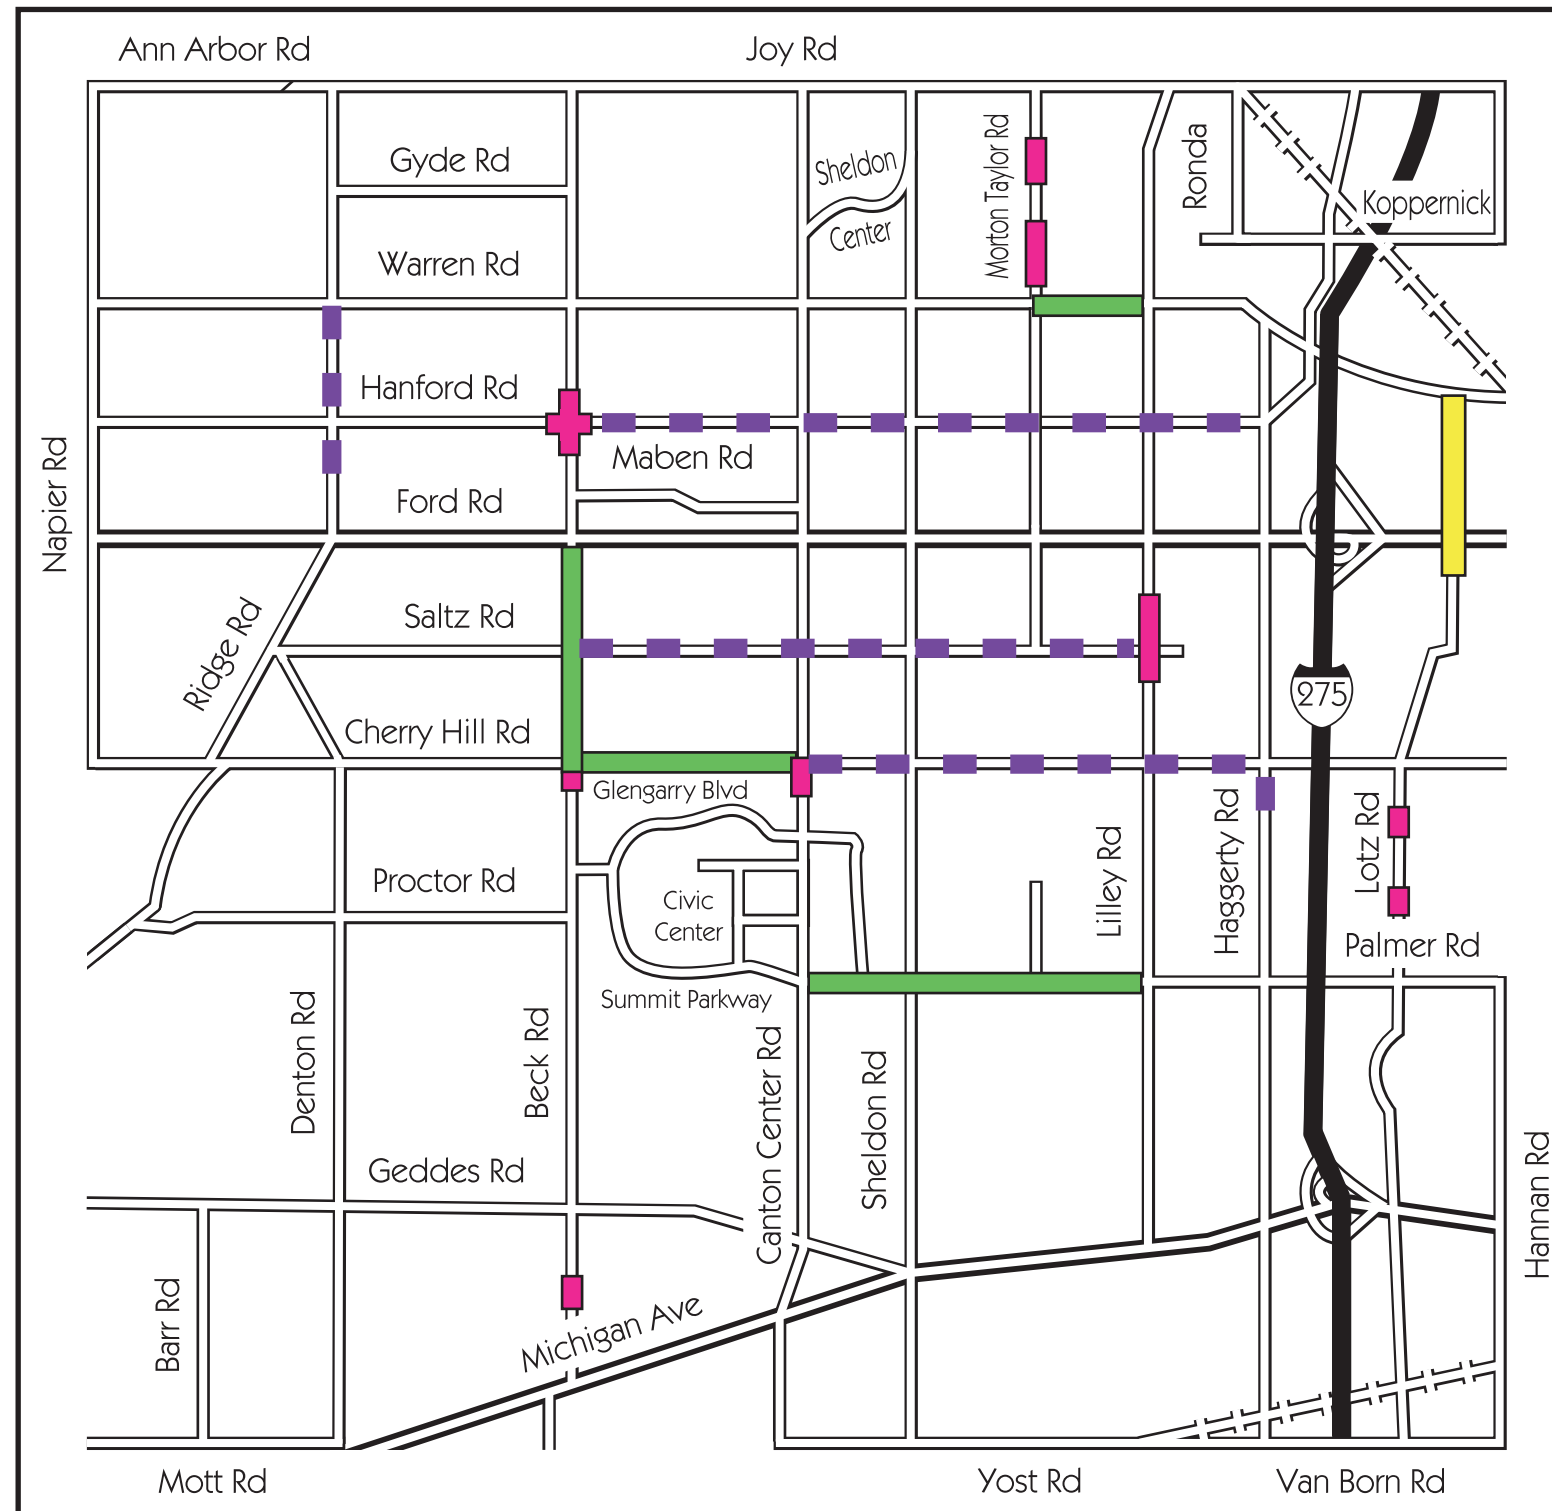 Ann Arbor Rd
Joy Rd
Gyde Rd
Sheldon
Center
Morton Taylor Rd
Ronda
Koppernick
Warren Rd
Hanford Rd
Maben Rd
Napier Rd
Ford Rd
Saltz Rd
Ridge Rd
275
Cherry Hill Rd
Glengarry Blvd
Haggerty Rd
Lotz Rd
Lilley Rd
Proctor Rd
Civic
Center
Palmer Rd
Summit Parkway
Denton Rd
Beck Rd
Canton Center Rd
Sheldon Rd
Geddes Rd
Hannan Rd
Barr Rd
Michigan Ave
Mott Rd
Yost Rd
Van Born Rd